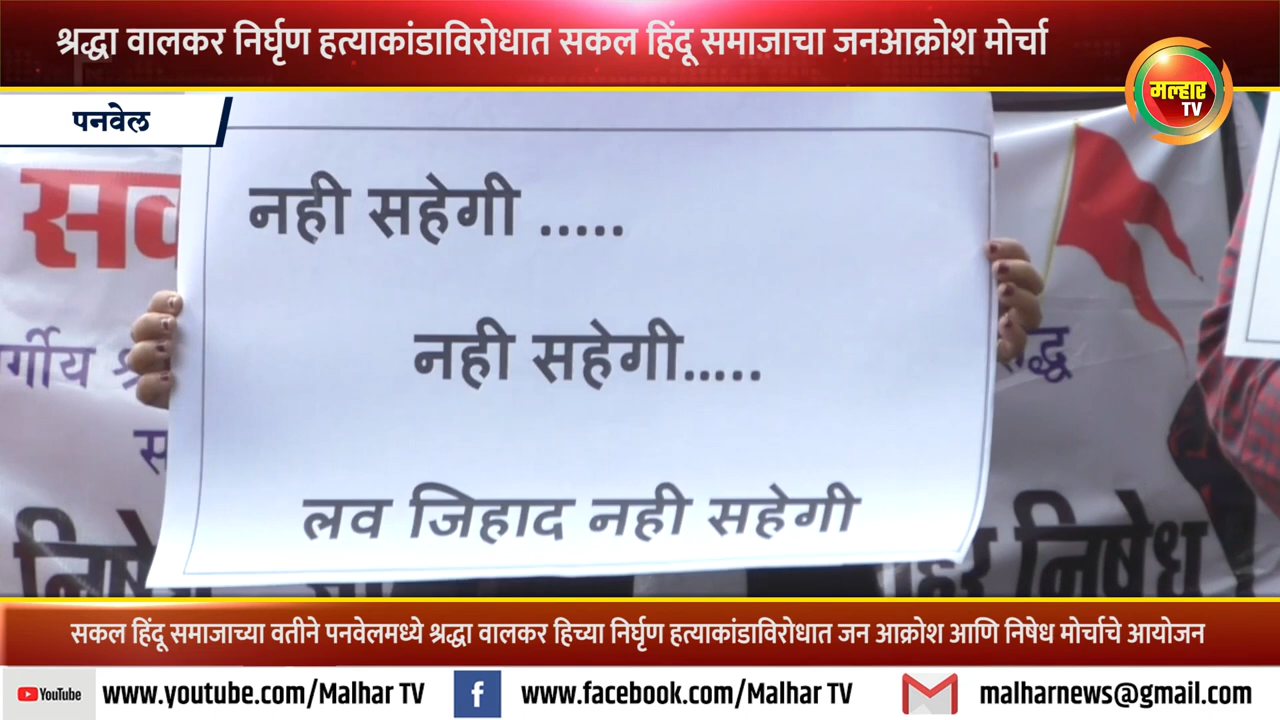 श्रद्धा वालकर निर्घृण हत्याकांडाविरोधात सकल हिंदू समाजाचा जनआक्रोश मोर्चा
मल्हार
TV
पनवेल
नही सहेगी .....
नही सहेगी.....
लव जिहाद नही सहेगी
निषेध
सकल हिंदू समाजाच्या वतीने पनवेलमध्ये श्रद्धा वालकर हिच्या निर्घृण हत्याकांडाविरोधात जन आक्रोश आणि निषेध मोर्चाचे आयोजन
YouTube www.youtube.com/Malhar TV f www.facebook.com/Malhar TV malharnews@gmail.com